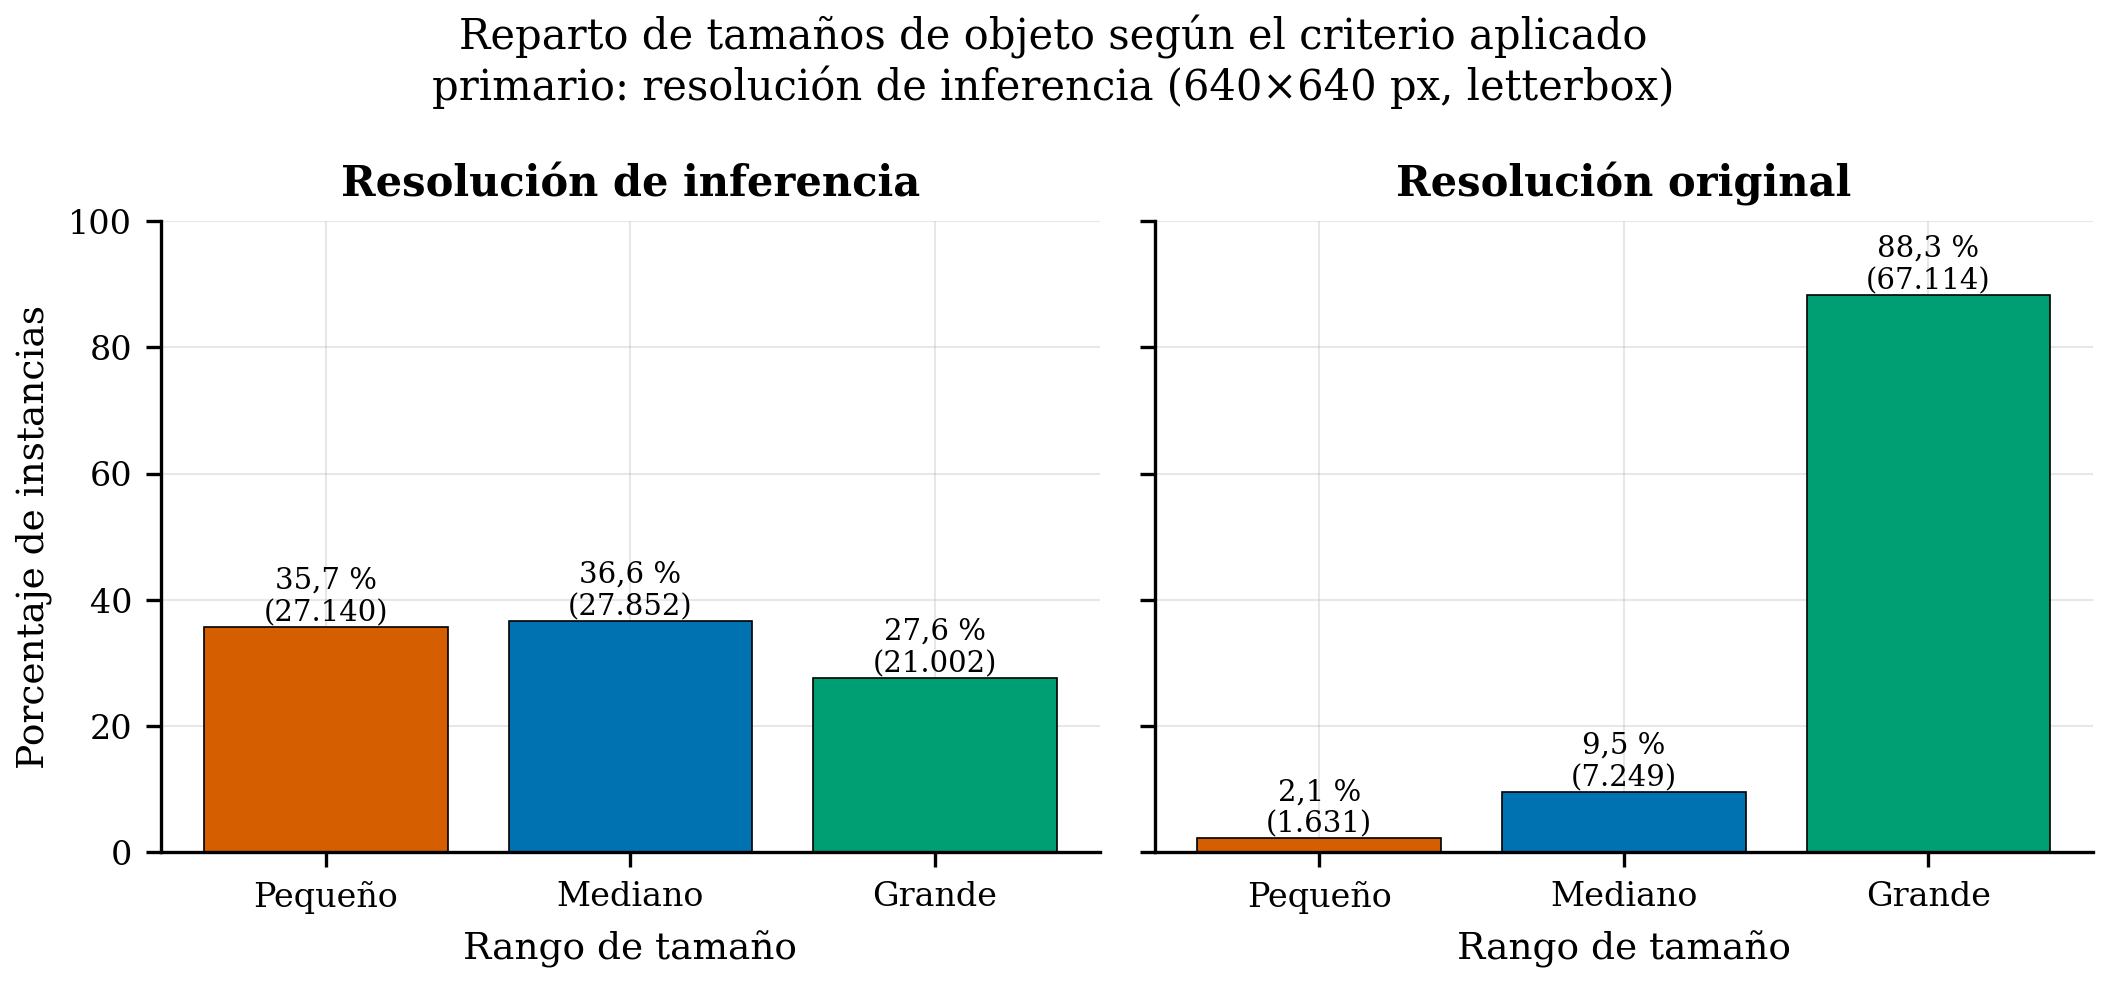 Reparto de tamaños de objeto según el criterio aplicado
primario: resolución de inferencia (640×640 px, letterbox)
Resolución de inferencia
Porcentaje de instancias
100
80
60
40
20
0
35,7 %
(27.140)
36,6 %
(27.852)
27,6 %
(21.002)
Pequeño
Mediano
Grande
Rango de tamaño
Resolución original
2,1 %
(1.631)
9,5 %
(7.249)
88,3 %
(67.114)
Pequeño
Mediano
Grande
Rango de tamaño